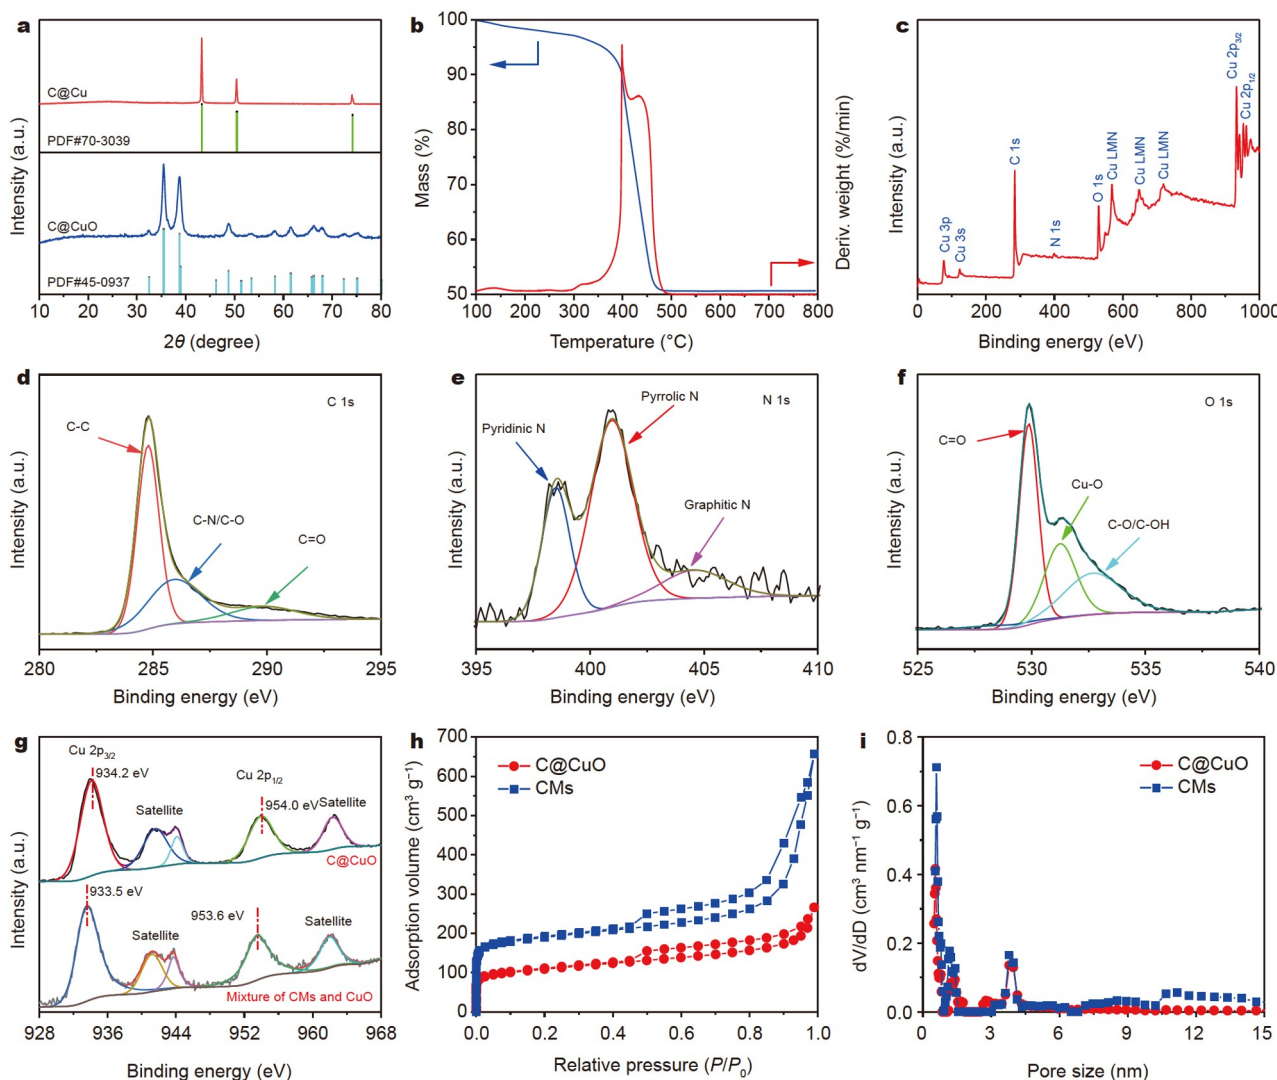 a
C@Cu
PDF#70-3039
C@CuO
PDF#45-0937
Intensity (a.u.)
10 20 30 40 50 60 70 80
2θ (degree)
b
100
90
80
70
60
50
Mass (%)
Deriv. weight (%/min)
100 200 300 400 500 600 700 800
Temperature (°C)
c
Cu 3p
Cu 3s
C 1s
N 1s
O 1s
Cu LMN
Cu LMN
Cu LMN
Cu 2p3/2
Cu 2p1/2
Intensity (a.u.)
0 200 400 600 800 1000
Binding energy (eV)
d
C 1s
C-C
C-N/C-O
C=O
Intensity (a.u.)
280 285 290 295
Binding energy (eV)
e
Pyrrolic N
N 1s
Pyridinic N
Graphitic N
Intensity (a.u.)
395 400 405 410
Binding energy (eV)
f
O 1s
C=O
Cu-O
C-O/C-OH
Intensity (a.u.)
525 530 535 540
Binding energy (eV)
g
Cu 2p3/2
934.2 eV
Cu 2p1/2
Satellite
954.0 eV
Satellite
C@CuO
933.5 eV
953.6 eV
Satellite
Satellite
Mixture of CMs and CuO
Intensity (a.u.)
928 936 944 952 960 968
Binding energy (eV)
h
700
600
500
400
300
200
100
0
C@CuO
CMs
Adsorption volume (cm³ g⁻¹)
0.0 0.2 0.4 0.6 0.8 1.0
Relative pressure (P/P0)
i
0.8
0.6
0.4
0.2
0.0
C@CuO
CMs
dV/dD (cm³ nm⁻¹ g⁻¹)
0 3 6 9 12 15
Pore size (nm)